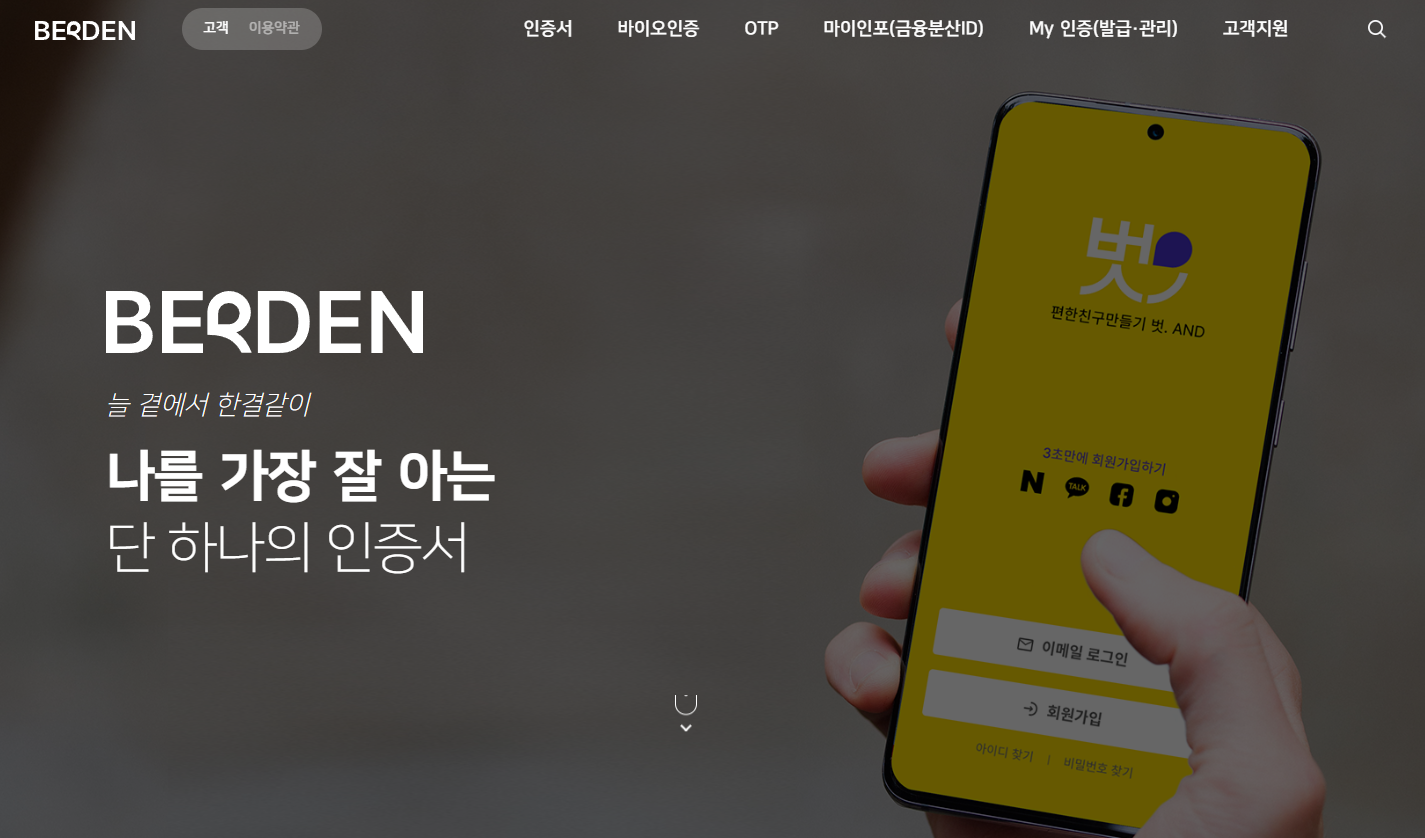 BERDEN
고객 이용약관
인증서 바이오인증 OTP 마이인포(금융분산ID) My 인증(발급·관리) 고객지원
BERDEN
늘 곁에서 한결같이
나를 가장 잘 아는
단 하나의 인증서
벗
편한친구만들기 벗. AND
3초만에 회원가입하기
N
TALK
이메일 로그인
회원가입
아이디 찾기 | 비밀번호 찾기